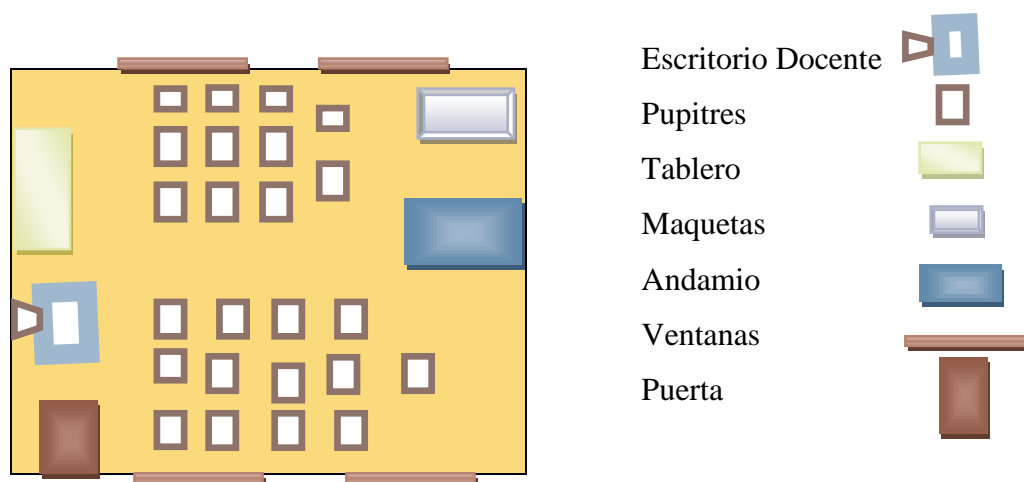 Escritorio Docente
Pupitres
Tablero
Maquetas
Andamio
Ventanas
Puerta